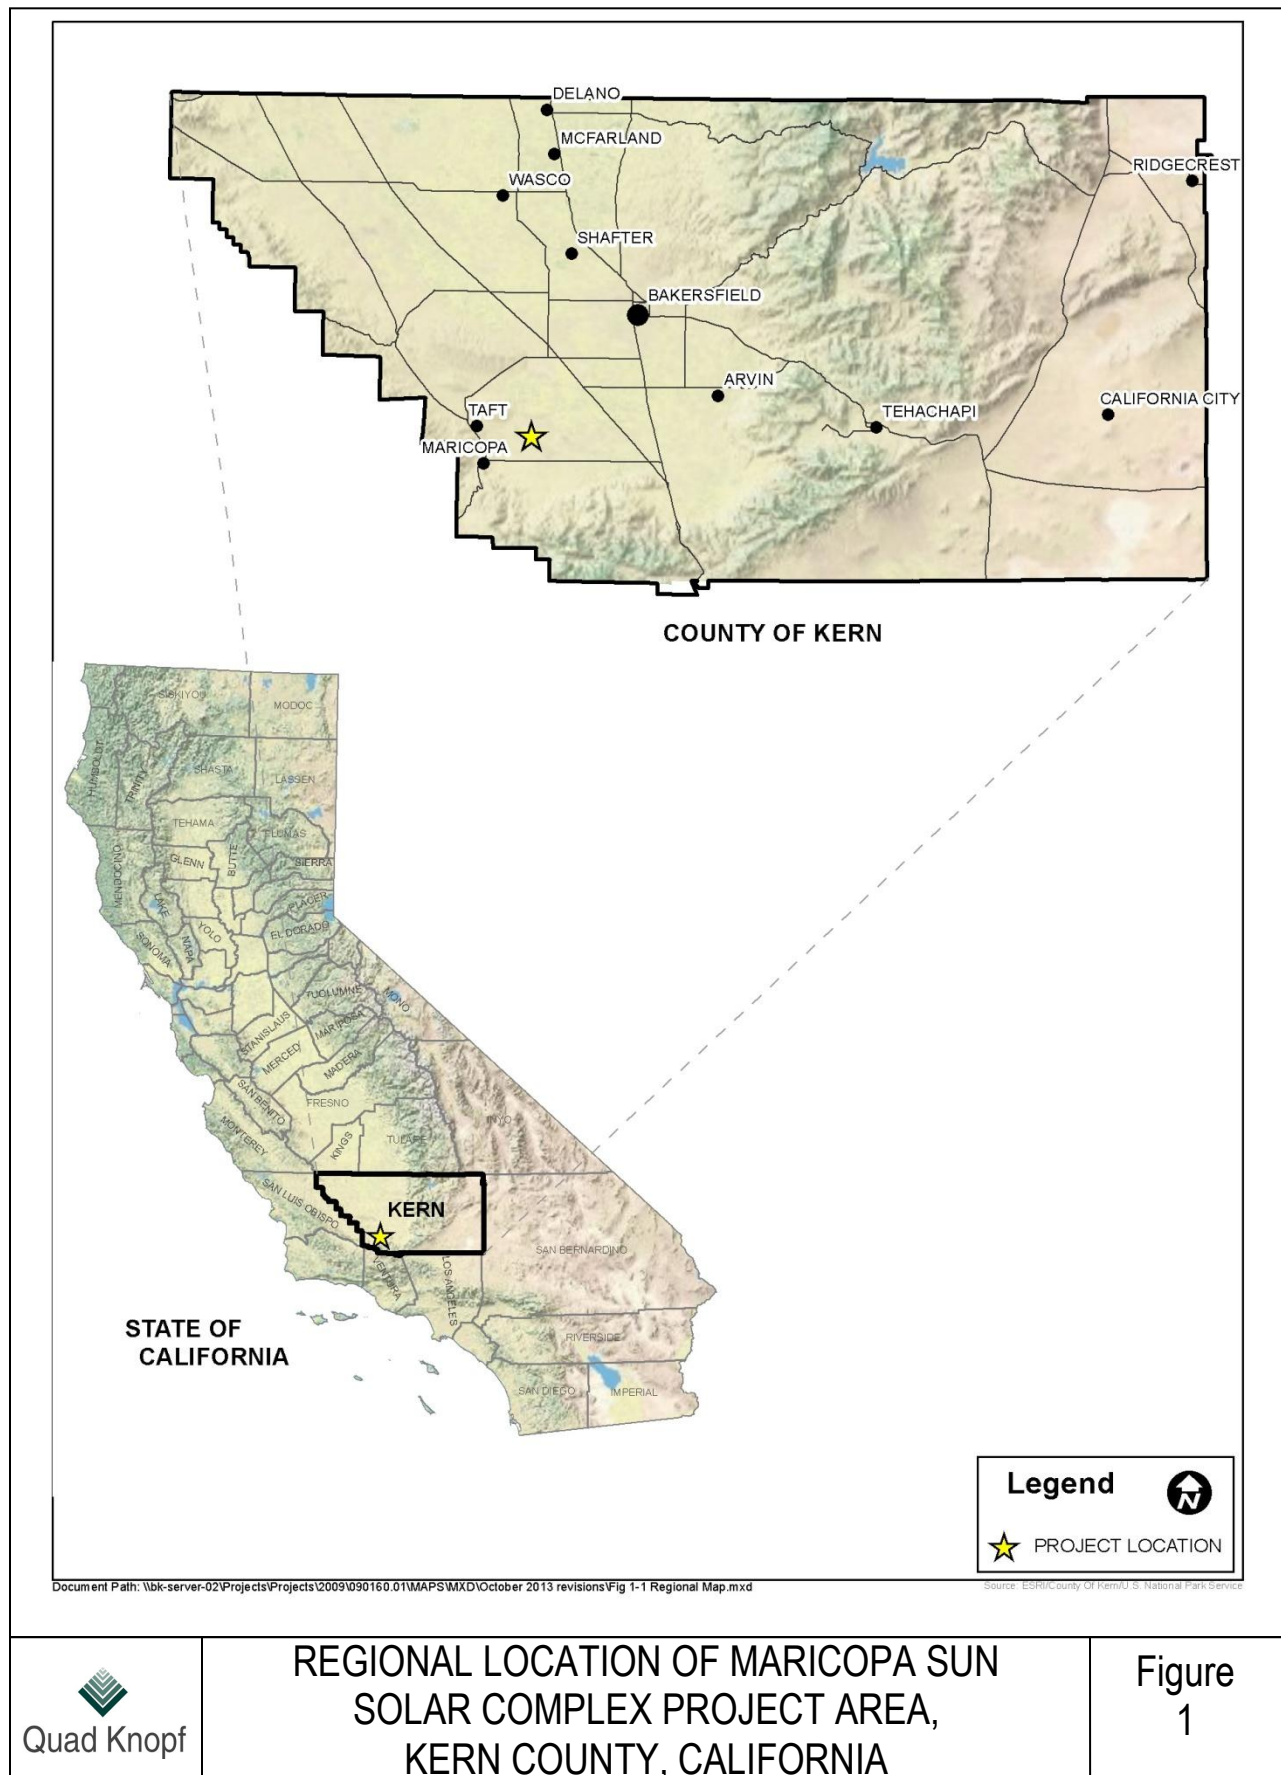 DELANO
MCFARLAND
WASCO
RIDGECREST
SHAFTER
BAKERSFIELD
ARVIN
CALIFORNIA CITY
TAFT
TEHACHAPI
MARICOPA
COUNTY OF KERN
SISKIYOU
MODOC
HUMBOLDT
TRINITY
SHASTA
LASSEN
TEHAMA
PLUMAS
MENDOCINO
GLENN
BUTTE
SIERRA
LAKE
PLACER
SONOMA
NAPA
YOLO
EL DORADO
TUOLUMNE
MONO
STANISLAUS
MARIPOSA
MERCED
MADERA
SAN BENITO
FRESNO
MONTEREY
KINGS
TULARE
INYO
SAN LUIS OBISPO
KERN
SAN BERNARDINO
VENTURA
LOS ANGELES
STATE OF
CALIFORNIA
RIVERSIDE
SAN DIEGO
IMPERIAL
Legend
N
PROJECT LOCATION
Document Path: \\bk-server-02\Projects\Projects\2009\090160.01\MAPS\MXD\October 2013 revisions\Fig 1-1 Regional Map.mxd
Source: ESRI/County Of Kern/U.S. National Park Service
Quad Knopf
REGIONAL LOCATION OF MARICOPA SUN
SOLAR COMPLEX PROJECT AREA,
KERN COUNTY, CALIFORNIA
Figure
1